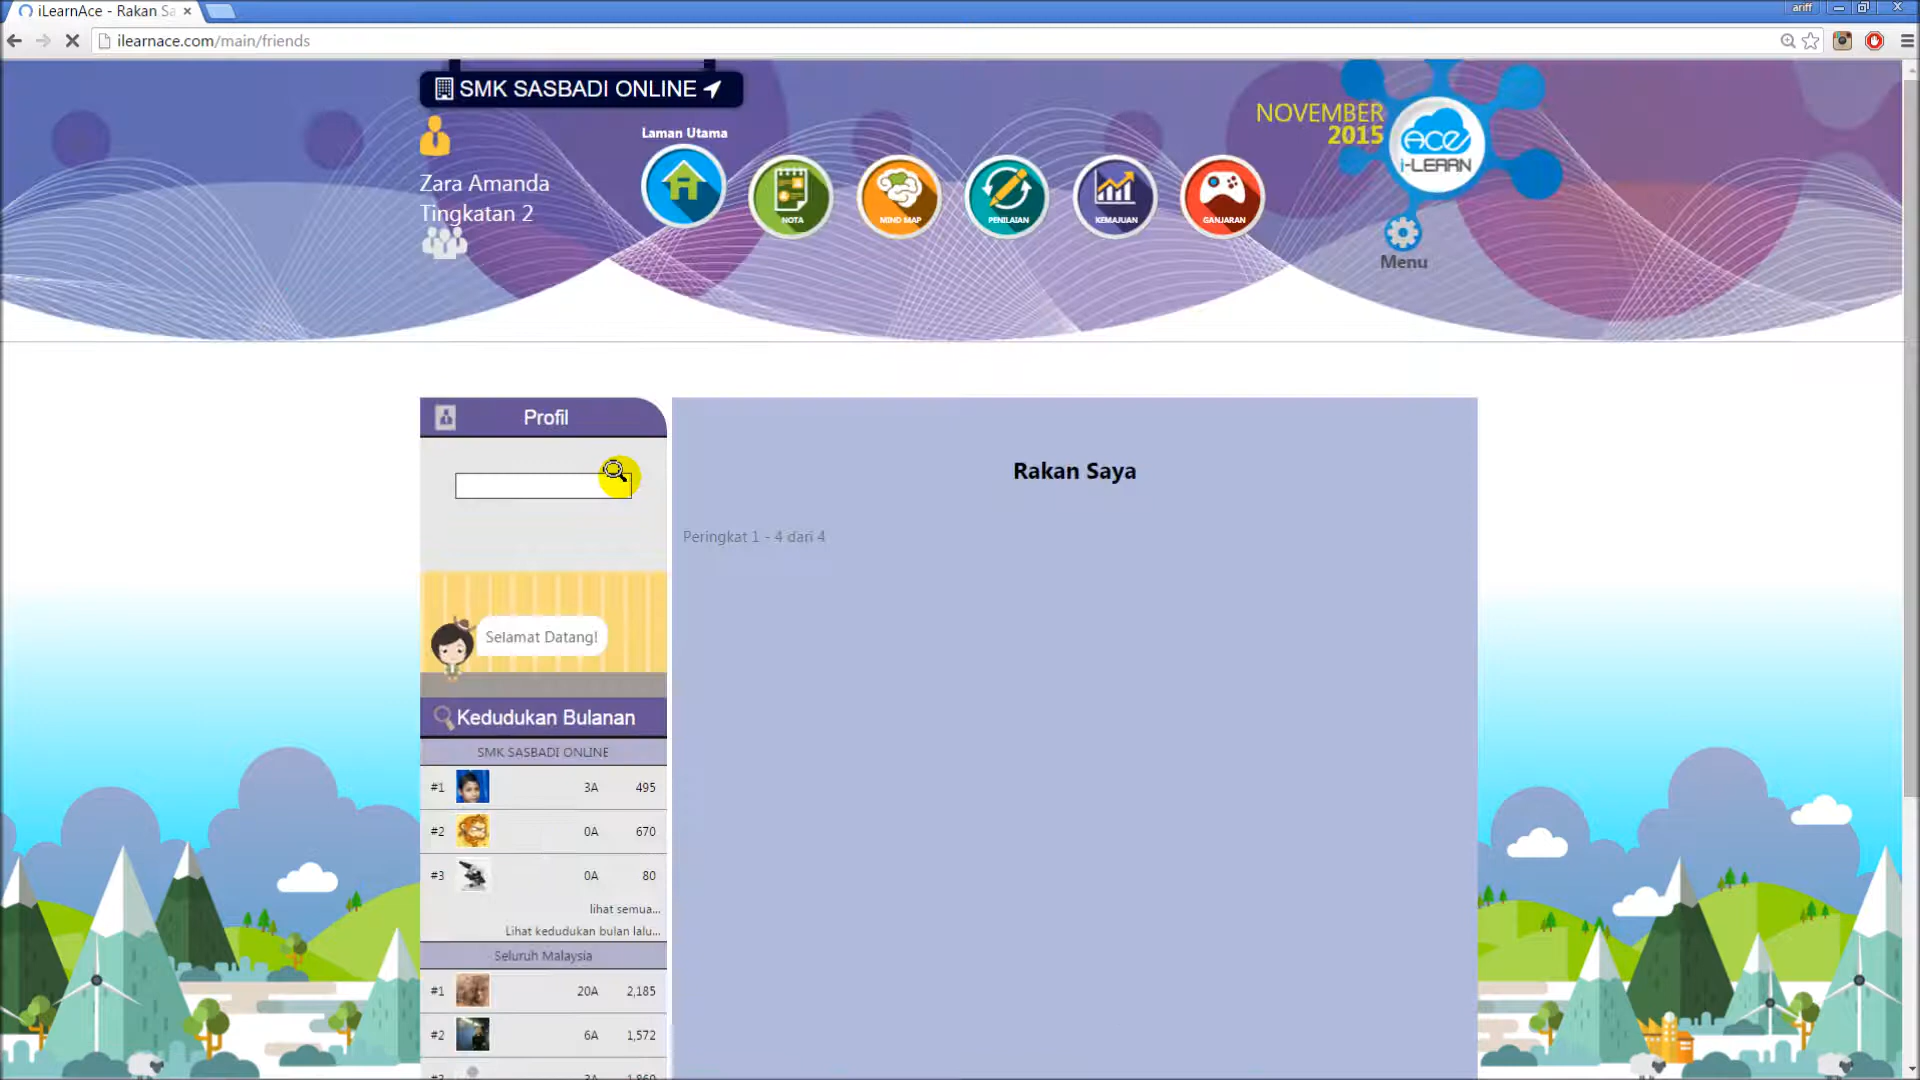 iLearnAce - Rakan Sa
ariff
ilearnace.com/main/friends
SMK SASBADI ONLINE
Laman Utama
NOVEMBER
2015
ACE
i-LEARN
Zara Amanda
Tingkatan 2
NOTA
MIND MAP
PENILAIAN
KEMAJUAN
GANJARAN
Menu
Profil
Rakan Saya
Peringkat 1 - 4 dari 4
Selamat Datang!
Kedudukan Bulanan
SMK SASBADI ONLINE
#1 3A 495
#2 0A 670
#3 0A 80
lihat semua...
Lihat kedudukan bulan lalu...
Seluruh Malaysia
#1 20A 2,185
#2 6A 1,572